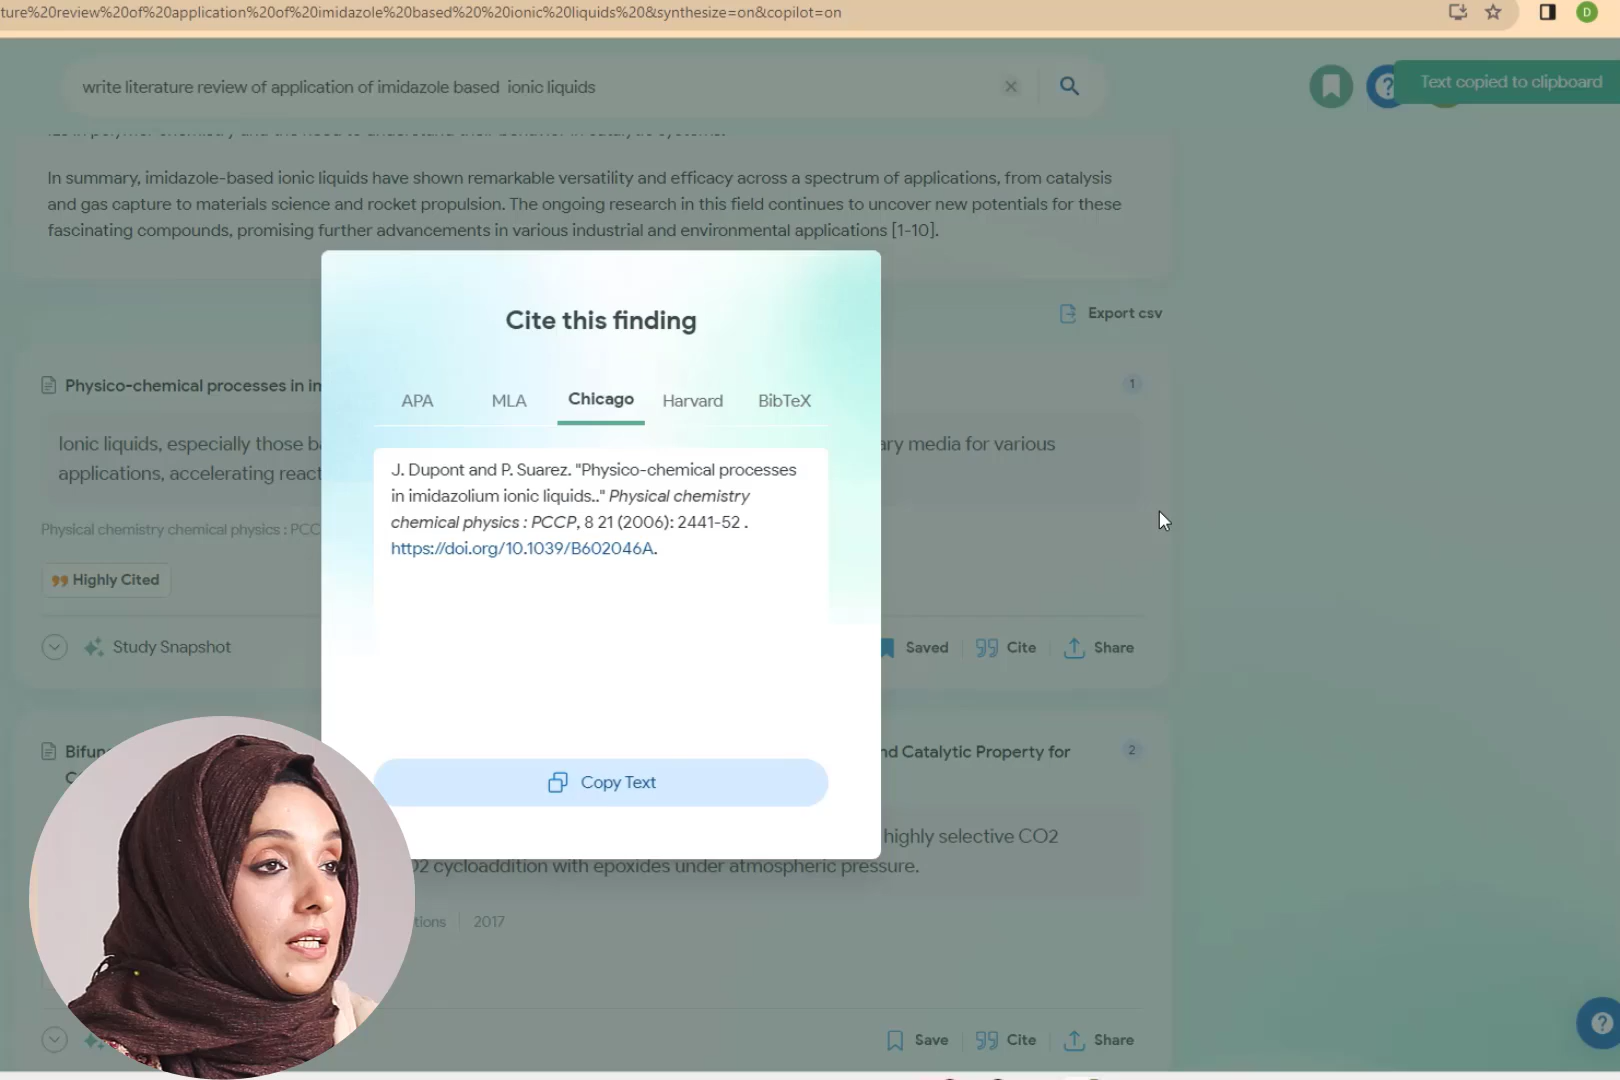 ture%20review%20of%20application%20of%20imidazole%20based%20%20ionic%20liquids%20&synthesize=on&copilot=on
D
write literature review of application of imidazole based  ionic liquids
?
Text copied to clipboard
In summary, imidazole-based ionic liquids have shown remarkable versatility and efficacy across a spectrum of applications, from catalysis
and gas capture to materials science and rocket propulsion. The ongoing research in this field continues to uncover new potentials for these
fascinating compounds, promising further advancements in various industrial and environmental applications [1-10].
Export csv
Cite this finding
APA MLA Chicago Harvard BibTeX
J. Dupont and P. Suarez. "Physico-chemical processes
in imidazolium ionic liquids.." Physical chemistry
chemical physics : PCCP, 8 21 (2006): 2441-52 .
https://doi.org/10.1039/B602046A.
Copy Text
Physico-chemical processes in
1
Ionic liquids, especially those
media for various
applications, accelerating
Physical chemistry chemical physics : PCC
Highly Cited
Study Snapshot
Saved Cite Share
and Catalytic Property for
2
highly selective CO2
cycloaddition with epoxides under atmospheric pressure.
2017
Save Cite Share
?